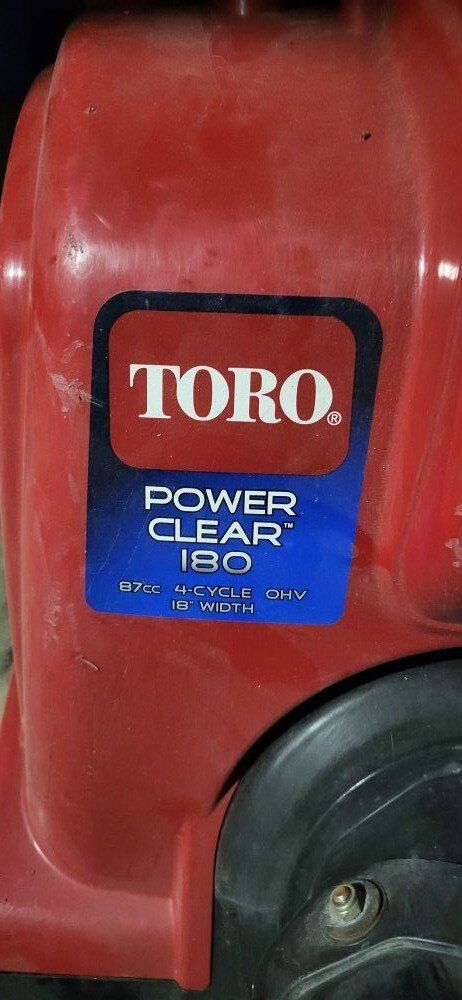 TORO®
POWER
CLEAR™
180
87cc 4-CYCLE OHV
18" WIDTH